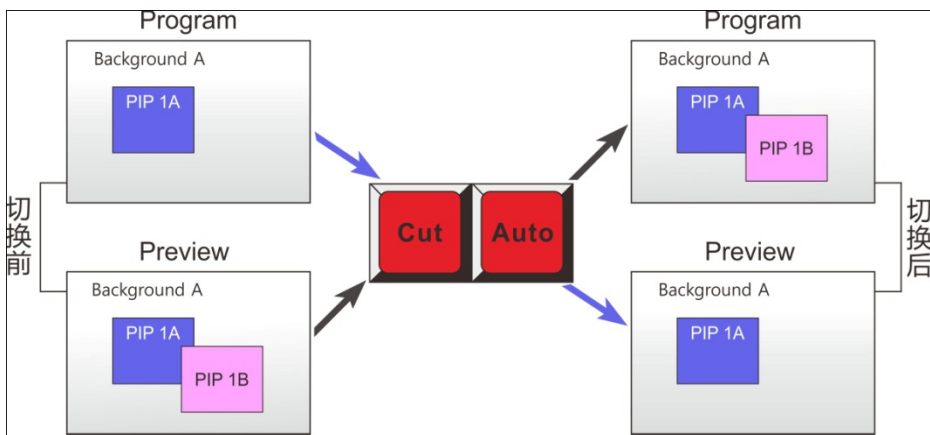 Program
Background A
PIP 1A
切换前
Preview
Background A
PIP 1A
PIP 1B
Cut
Auto
Program
Background A
PIP 1A
PIP 1B
切换后
Preview
Background A
PIP 1A